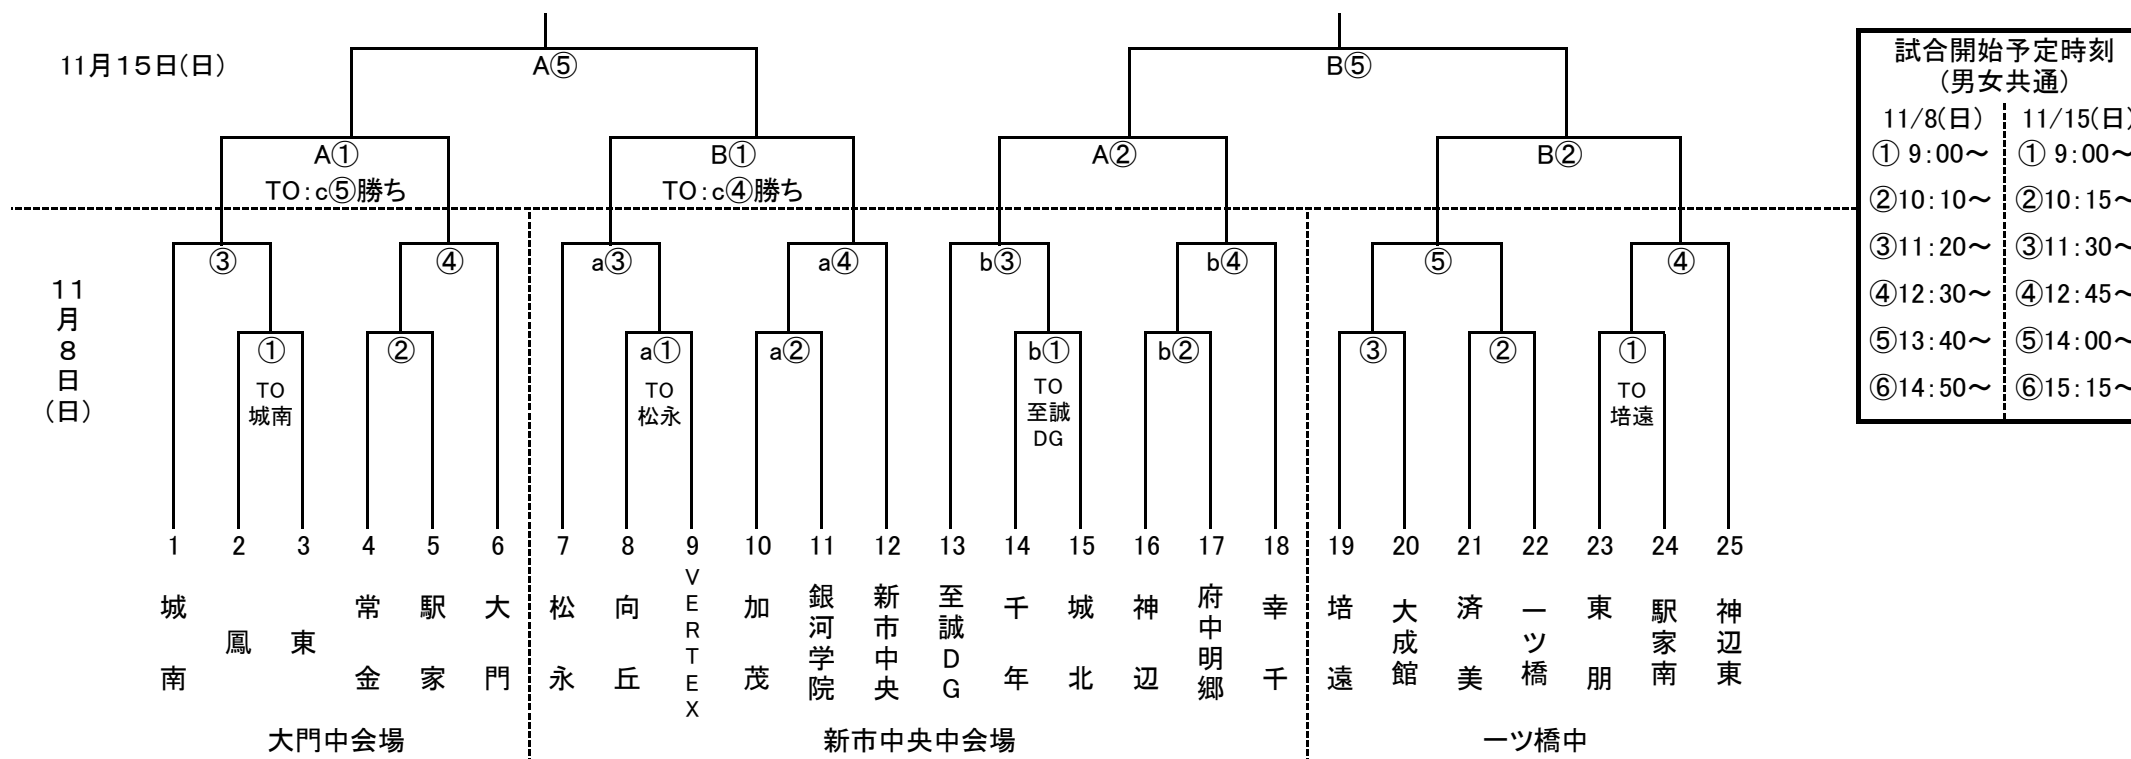 11月15日(日)
A⑤
B⑤
A①
TO:c⑤勝ち
B①
TO:c④勝ち
A②
B②
試合開始予定時刻
(男女共通)
11/8(日) 11/15(日)
① 9:00～ ① 9:00～
②10:10～ ②10:15～
③11:20～ ③11:30～
④12:30～ ④12:45～
⑤13:40～ ⑤14:00～
⑥14:50～ ⑥15:15～
11月8日(日)
③ ④ a③ a④ b③ b④ ⑤ ④
① ② a① a② b① b② ③ ② ①
TO
城南
TO
松永
TO
至誠
DG
TO
培遠
1 2 3 4 5 6 7 8 9 10 11 12 13 14 15 16 17 18 19 20 21 22 23 24 25
城南
鳳
東
常金
駅家
大門
松永
向丘
VERTEX
加茂
銀河学院
新市中央
至誠DG
千年
城北
神辺
府中明郷
幸千
培遠
大成館
済美
一ツ橋
東朋
駅家南
神辺東
大門中会場
新市中央中会場
一ツ橋中